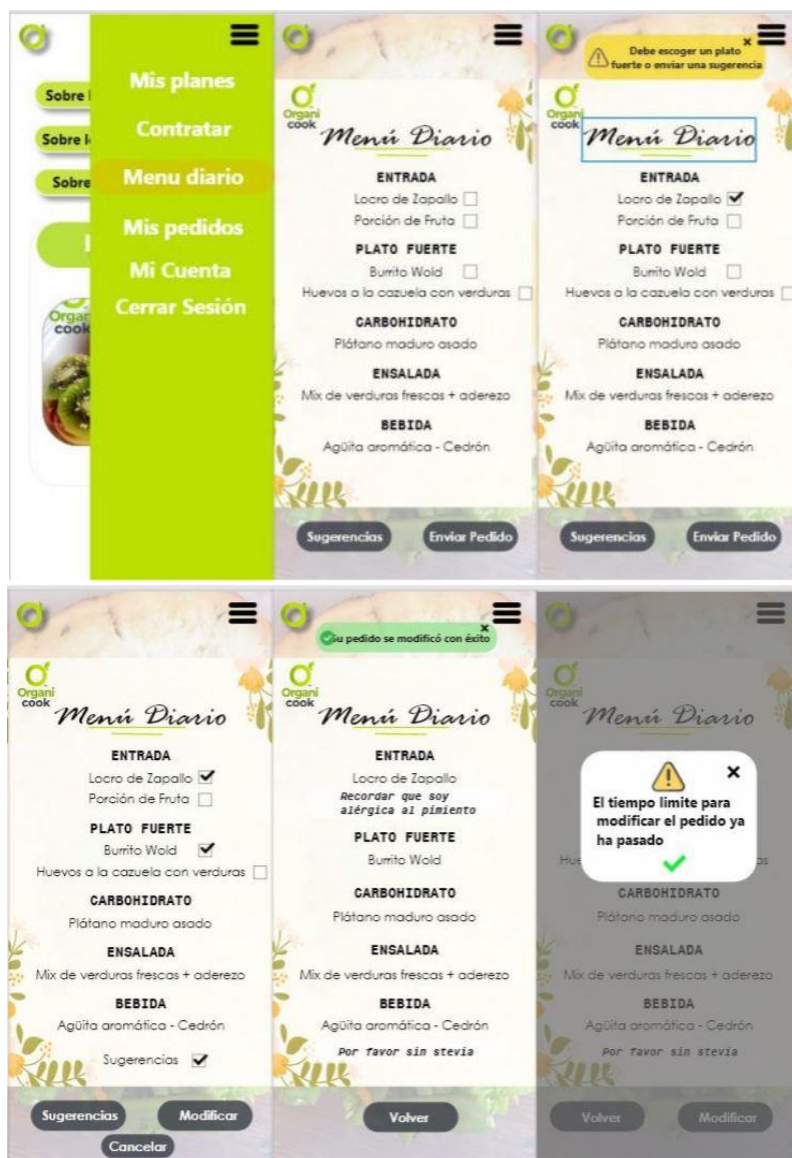 Sobre
Sobre
Sobre
Organi
cook
Mis planes
Contratar
Menu diario
Mis pedidos
Mi Cuenta
Cerrar Sesión
Organi
cook
Menú Diario
ENTRADA
Locro de Zapallo
Porción de Fruta
PLATO FUERTE
Burrito Wold
Huevos a la cazuela con verduras
CARBOHIDRATO
Plátano maduro asado
ENSALADA
Mix de verduras frescas + aderezo
BEBIDA
Agüita aromática - Cedrón
Sugerencias Enviar Pedido
Debe escoger un plato
fuerte o enviar una sugerencia
Organi
cook
Menú Diario
ENTRADA
Locro de Zapallo
Porción de Fruta
PLATO FUERTE
Burrito Wold
Huevos a la cazuela con verduras
CARBOHIDRATO
Plátano maduro asado
ENSALADA
Mix de verduras frescas + aderezo
BEBIDA
Agüita aromática - Cedrón
Sugerencias Enviar Pedido
Organi
cook
Menú Diario
ENTRADA
Locro de Zapallo
Porción de Fruta
PLATO FUERTE
Burrito Wold
Huevos a la cazuela con verduras
CARBOHIDRATO
Plátano maduro asado
ENSALADA
Mix de verduras frescas + aderezo
BEBIDA
Agüita aromática - Cedrón
Sugerencias
Sugerencias Modificar
Cancelar
Su pedido se modificó con éxito
Organi
cook
Menú Diario
ENTRADA
Locro de Zapallo
Recordar que soy
alérgica al pimiento
PLATO FUERTE
Burrito Wold
CARBOHIDRATO
Plátano maduro asado
ENSALADA
Mix de verduras frescas + aderezo
BEBIDA
Agüita aromática - Cedrón
Por favor sin stevia
Volver
Organi
cook
Menú Diario
El tiempo limite para
modificar el pedido ya
ha pasado
CARBOHIDRATO
Plátano maduro asado
ENSALADA
Mix de verduras frescas + aderezo
BEBIDA
Agüita aromática - Cedrón
Por favor sin stevia
Volver Modificar